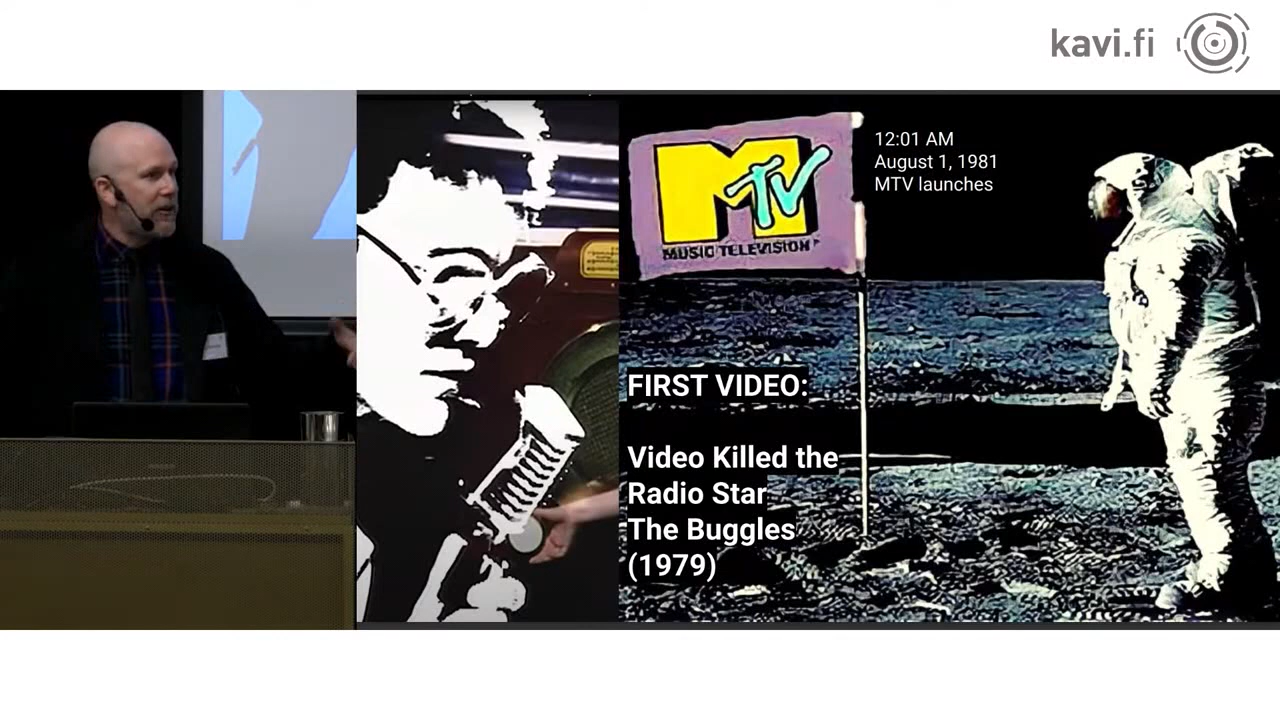 kavi.fi
MTV
MUSIC TELEVISION
12:01 AM
August 1, 1981
MTV launches
FIRST VIDEO:
Video Killed the
Radio Star
The Buggles
(1979)